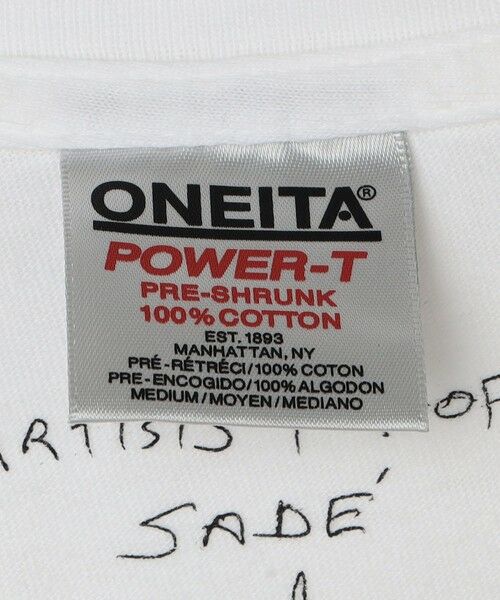 ONEITA®
POWER-T
PRE-SHRUNK
100% COTTON
EST. 1893
MANHATTAN, NY
PRÉ-RÉTRÉCI/100% COTON
PRE-ENCOGIDO/100% ALGODON
MEDIUM/MOYEN/MEDIANO
SADÉ